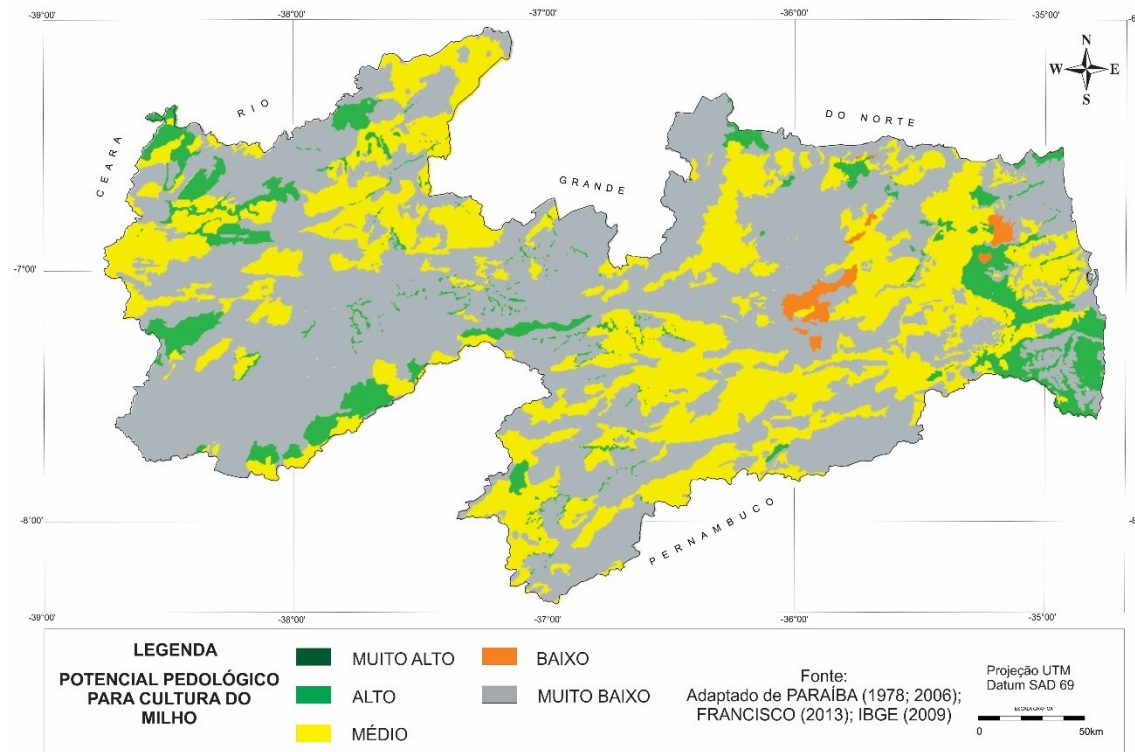 -39°00'
-38°00'
-37°00'
-36°00'
-35°00'
N
W E
S
RIO
GRANDE
DO NORTE
CEARA
-7°00'
-8°00'
PERNAMBUCO
-39°00'
-38°00'
-37°00'
-36°00'
-35°00'
LEGENDA
POTENCIAL PEDOLÓGICO
PARA CULTURA DO
MILHO
MUITO ALTO
ALTO
MÉDIO
BAIXO
MUITO BAIXO
Fonte:
Adaptado de PARAÍBA (1978; 2006);
FRANCISCO (2013); IBGE (2009)
Projeção UTM
Datum SAD 69
ESCALA GRÁFICA
0 50km